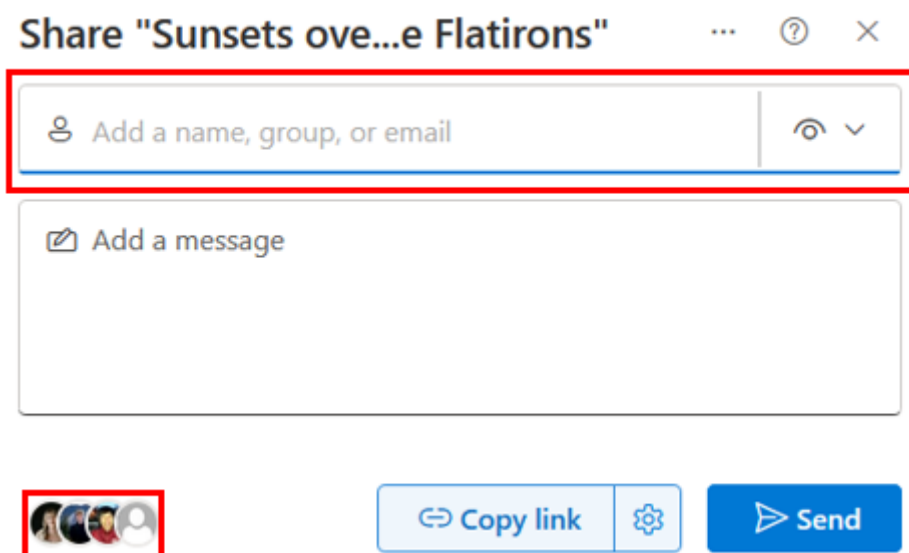 Share "Sunsets ove...e Flatirons"
Add a name, group, or email
Add a message
Copy link
Send